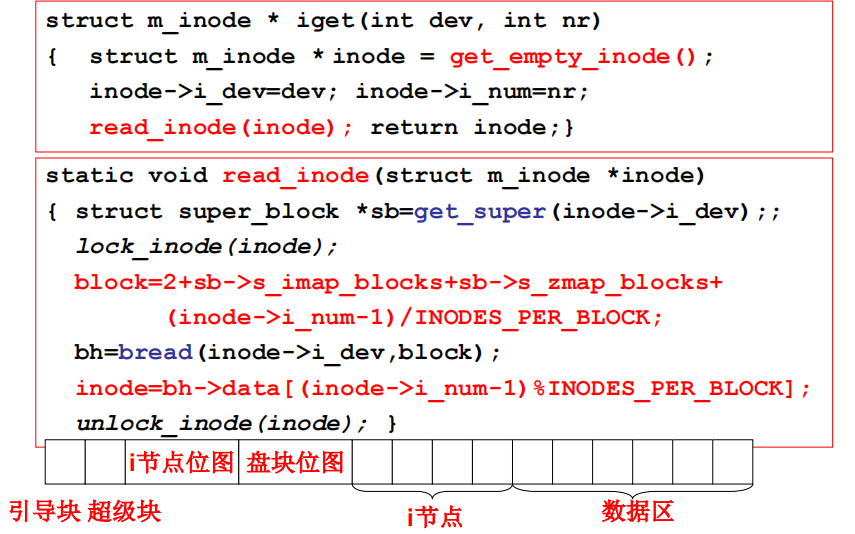 struct m_inode * iget(int dev, int nr)
{ struct m_inode * inode = get_empty_inode();
inode->i_dev=dev; inode->i_num=nr;
read_inode(inode); return inode;}
static void read_inode(struct m_inode *inode)
{ struct super_block *sb=get_super(inode->i_dev);;
lock_inode(inode);
block=2+sb->s_imap_blocks+sb->s_zmap_blocks+
(inode->i_num-1)/INODES_PER_BLOCK;
bh=bread(inode->i_dev,block);
inode=bh->data[(inode->i_num-1)%INODES_PER_BLOCK];
unlock_inode(inode); }
i节点位图 盘块位图
引导块 超级块 i节点 数据区